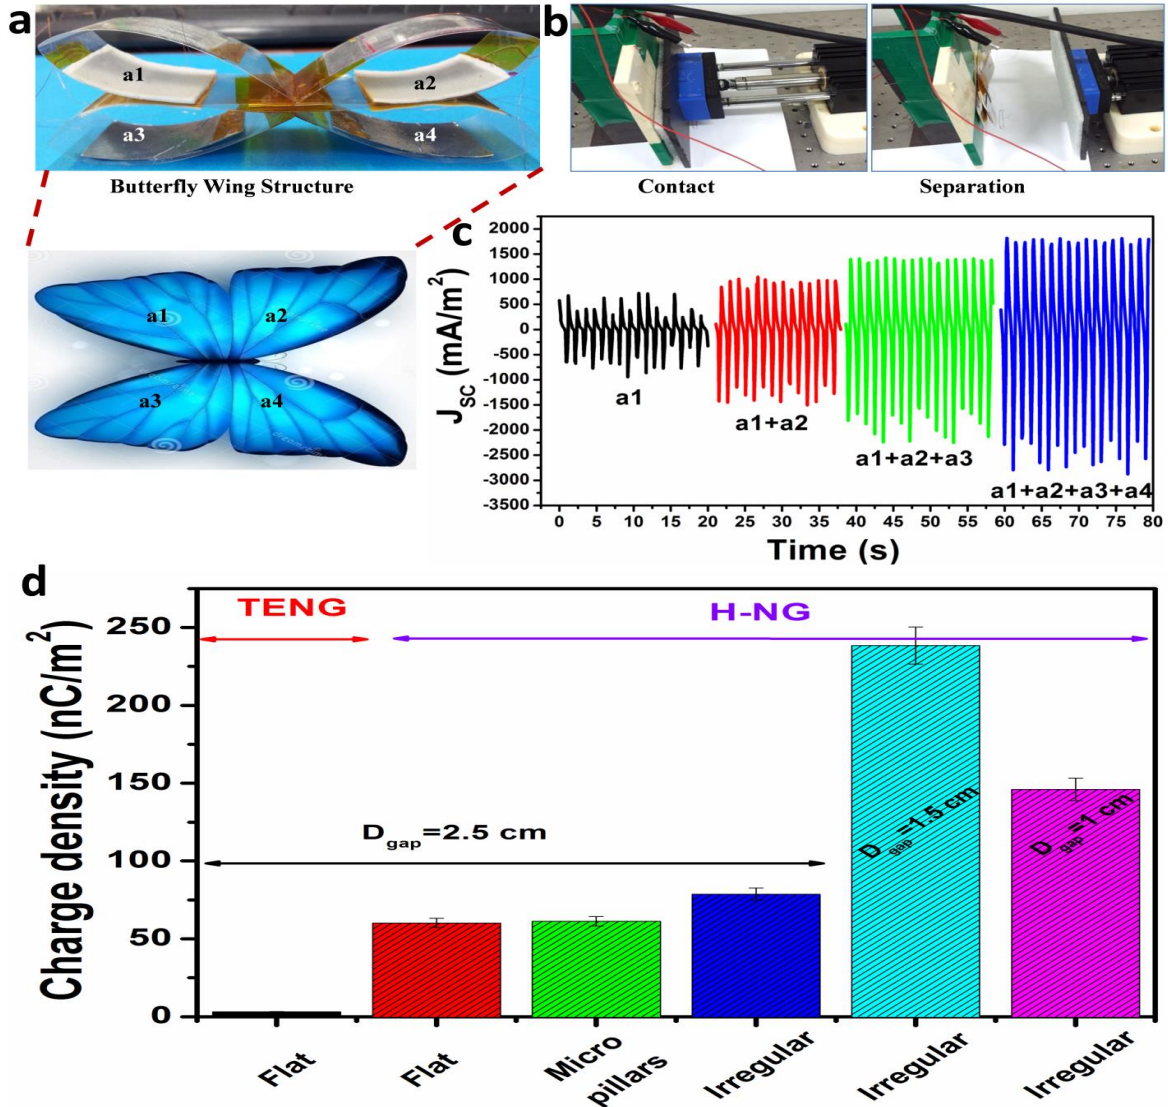 a
a1
a2
a3
a4
Butterfly Wing Structure
b
Contact
Separation
a1
a2
a3
a4
c
J_SC (mA/m²)
2000
1500
1000
500
0
-500
-1000
-1500
-2000
-2500
-3000
-3500
a1
a1+a2
a1+a2+a3
a1+a2+a3+a4
0 5 10 15 20 25 30 35 40 45 50 55 60 65 70 75 80
Time (s)
d
TENG
H-NG
Charge density (nC/m²)
250
200
150
100
50
0
D_gap=2.5 cm
D_gap=1.5 cm
D_gap=1 cm
Flat
Flat
Micro
pillars
Irregular
Irregular
Irregular